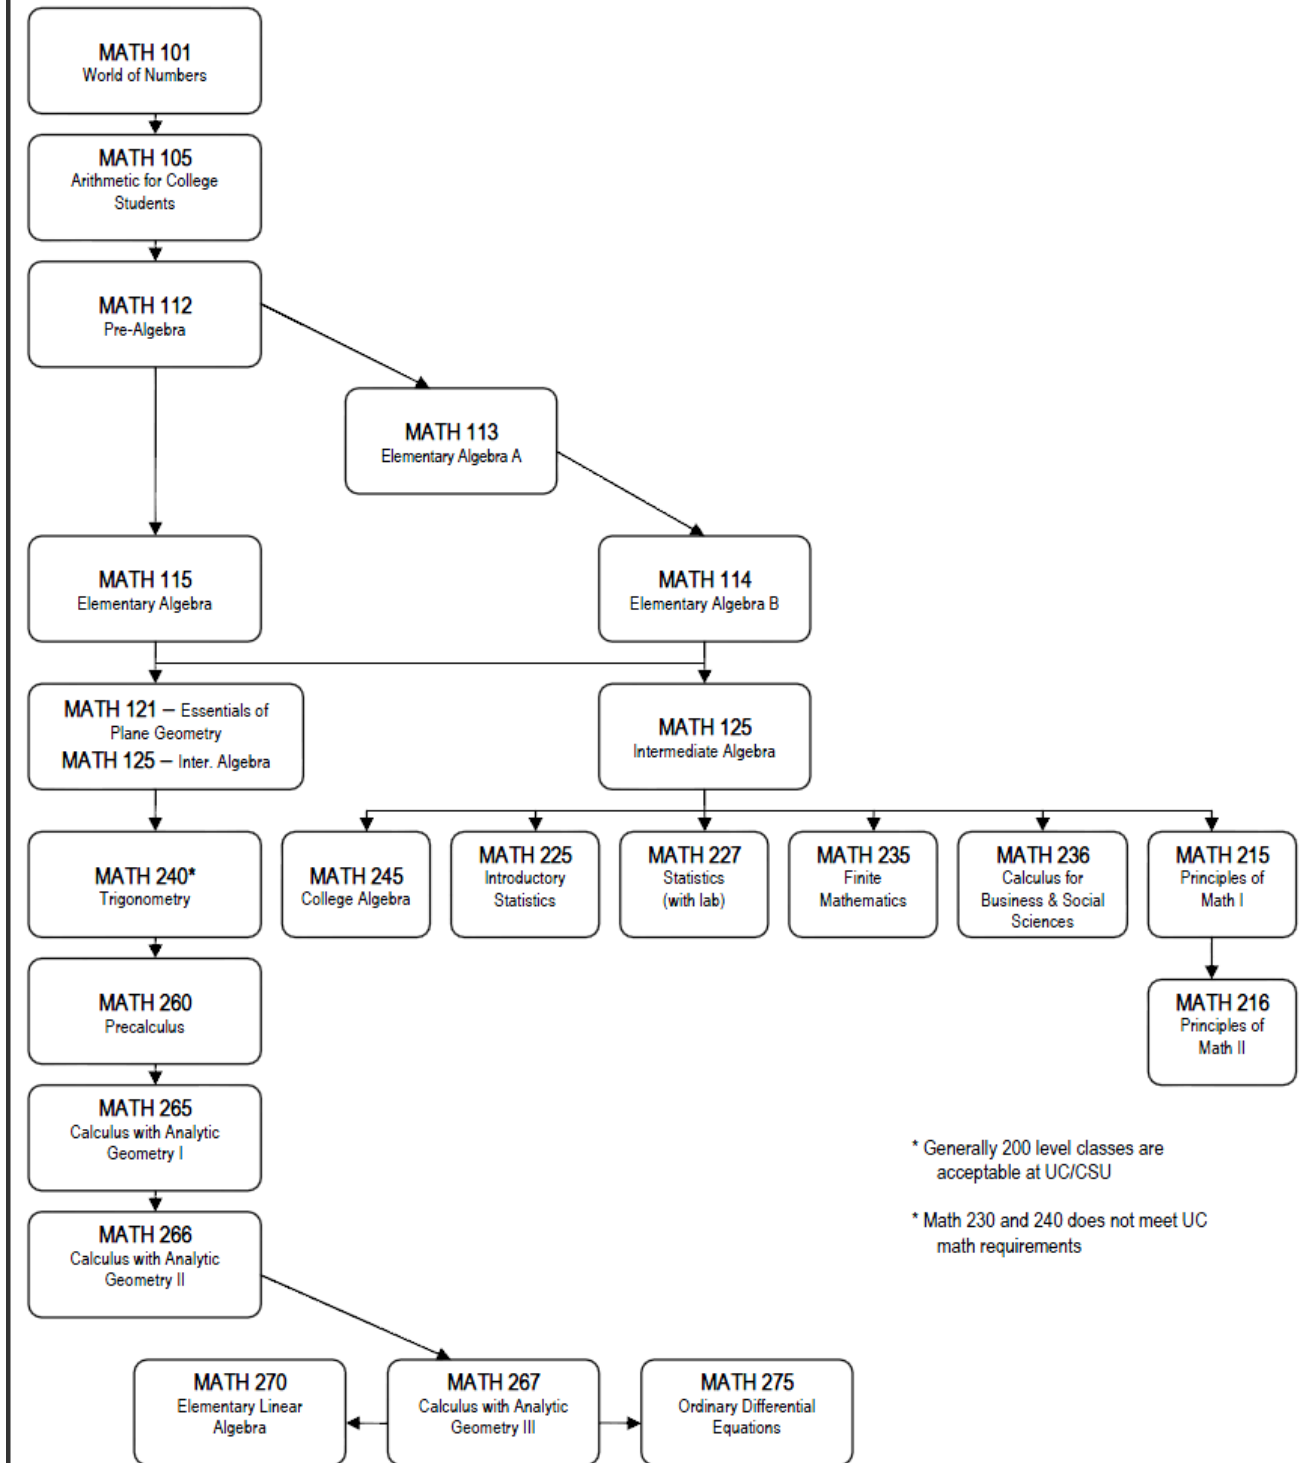 MATH 101
World of Numbers
MATH 105
Arithmetic for College
Students
MATH 112
Pre-Algebra
MATH 113
Elementary Algebra A
MATH 115
Elementary Algebra
MATH 114
Elementary Algebra B
MATH 121 – Essentials of
Plane Geometry
MATH 125 – Inter. Algebra
MATH 125
Intermediate Algebra
MATH 240*
Trigonometry
MATH 245
College Algebra
MATH 225
Introductory
Statistics
MATH 227
Statistics
(with lab)
MATH 235
Finite
Mathematics
MATH 236
Calculus for
Business & Social
Sciences
MATH 215
Principles of
Math I
MATH 260
Precalculus
MATH 216
Principles of
Math II
MATH 265
Calculus with Analytic
Geometry I
* Generally 200 level classes are
acceptable at UC/CSU
* Math 230 and 240 does not meet UC
math requirements
MATH 266
Calculus with Analytic
Geometry II
MATH 270
Elementary Linear
Algebra
MATH 267
Calculus with Analytic
Geometry III
MATH 275
Ordinary Differential
Equations